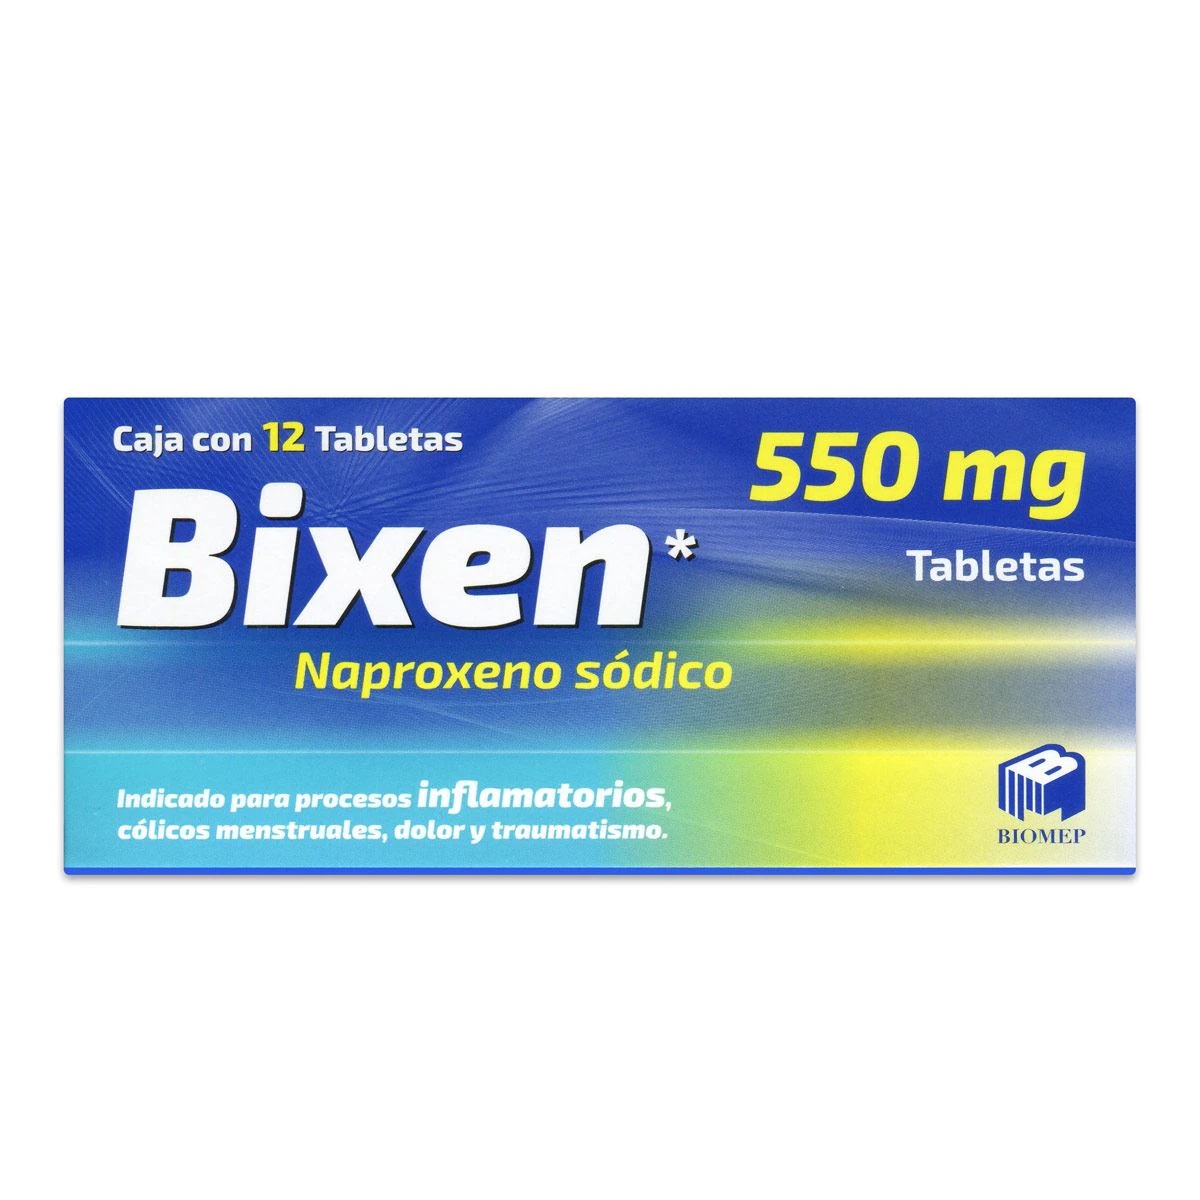 Caja con 12 Tabletas
550 mg
Bixen*
Tabletas
Naproxeno sódico
Indicado para procesos inflamatorios,
cólicos menstruales, dolor y traumatismo.
B
BIOMEP